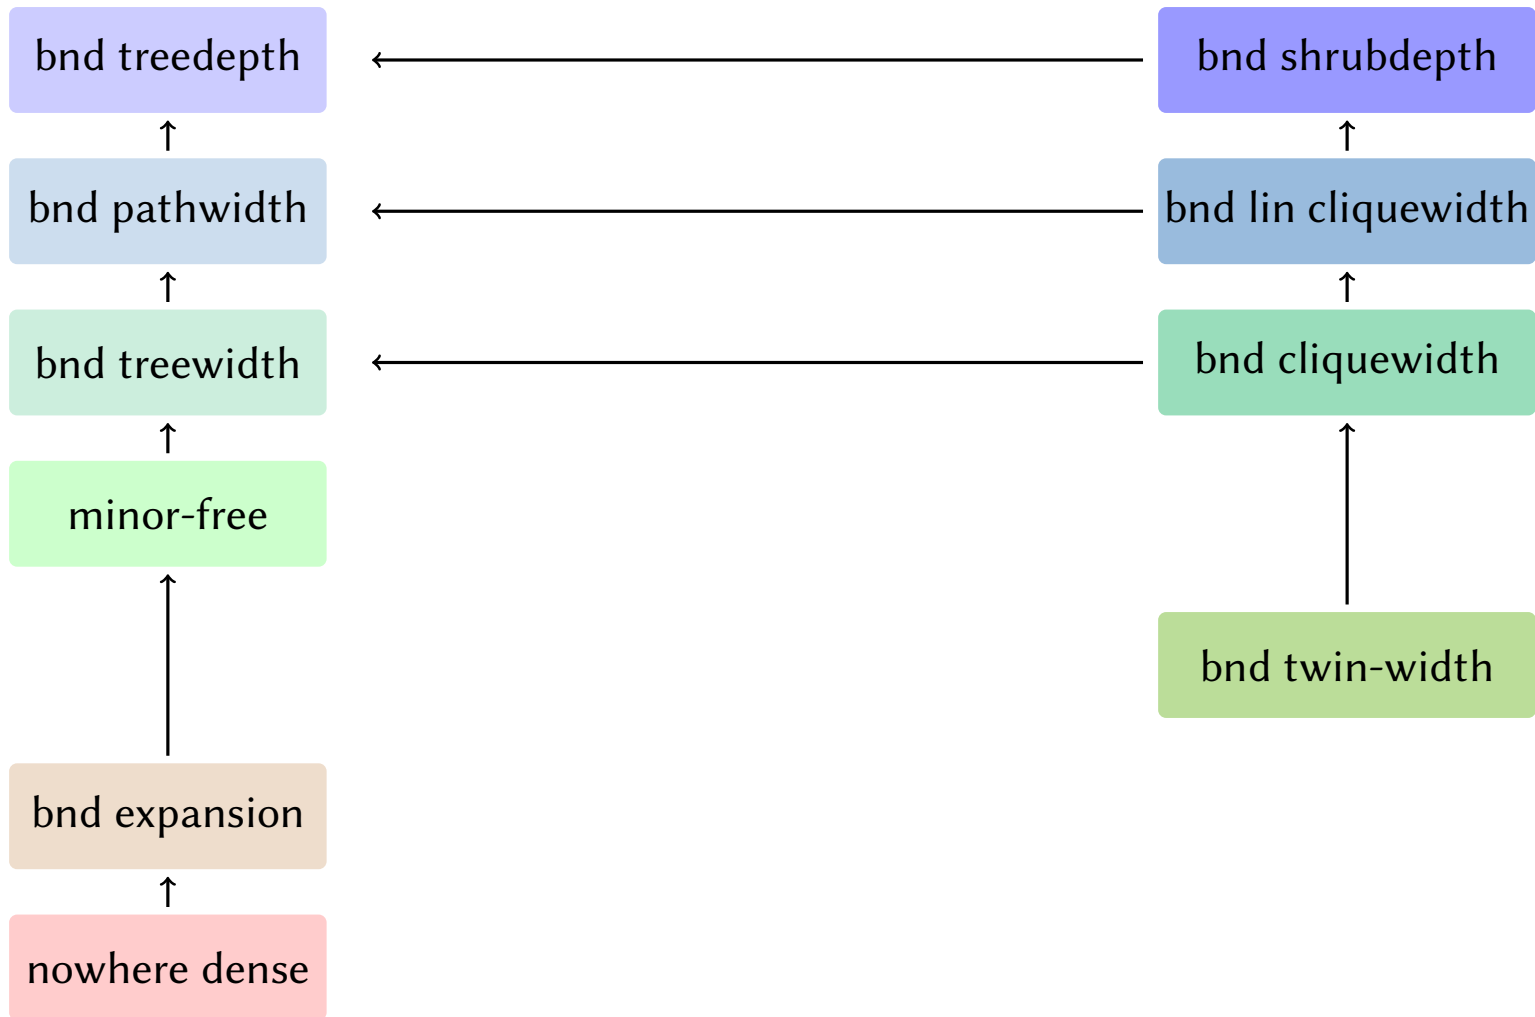 bnd treedepth
bnd shrubdepth
bnd pathwidth
bnd lin cliquewidth
bnd treewidth
bnd cliquewidth
minor-free
bnd twin-width
bnd expansion
nowhere dense